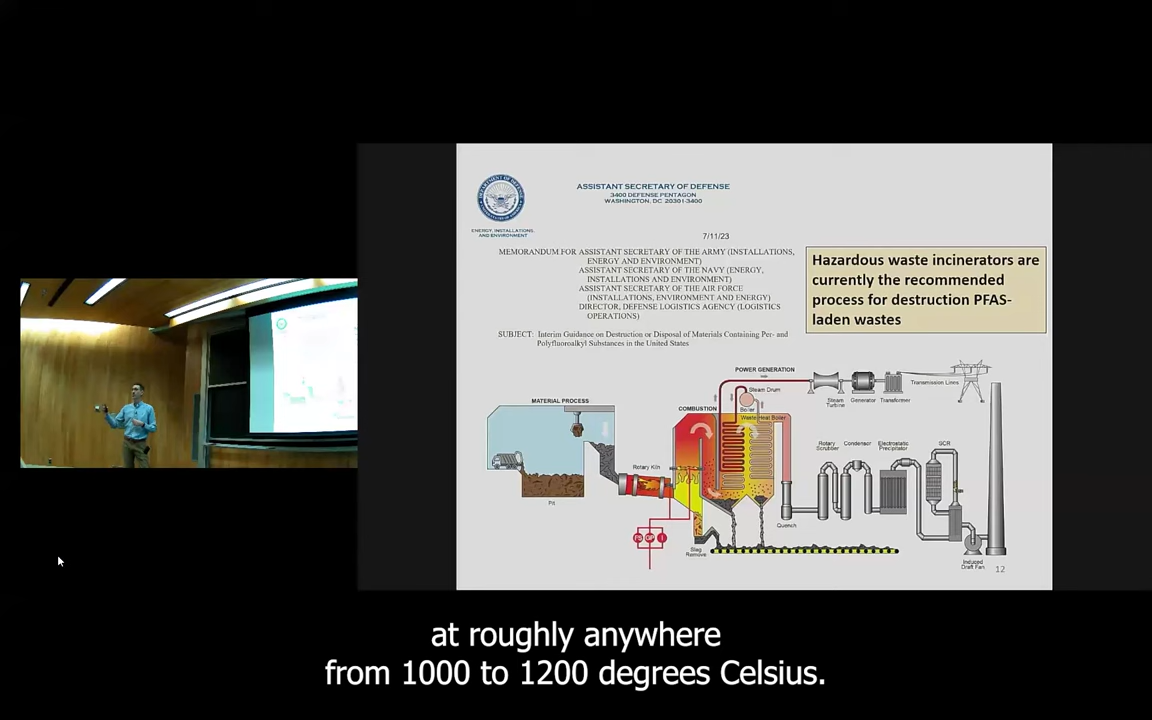 DEPARTMENT OF DEFENSE
ENERGY, INSTALLATIONS,
AND ENVIRONMENT
ASSISTANT SECRETARY OF DEFENSE
3400 DEFENSE PENTAGON
WASHINGTON, DC 20301-3400
7/11/23
MEMORANDUM FOR ASSISTANT SECRETARY OF THE ARMY (INSTALLATIONS,
ENERGY AND ENVIRONMENT)
ASSISTANT SECRETARY OF THE NAVY (ENERGY,
INSTALLATIONS AND ENVIRONMENT)
ASSISTANT SECRETARY OF THE AIR FORCE
(INSTALLATIONS, ENVIRONMENT AND ENERGY)
DIRECTOR, DEFENSE LOGISTICS AGENCY (LOGISTICS
OPERATIONS)
SUBJECT: Interim Guidance on Destruction or Disposal of Materials Containing Per- and
Polyfluoroalkyl Substances in the United States
Hazardous waste incinerators are
currently the recommended
process for destruction PFAS-
laden wastes
MATERIAL PROCESS
Pit
Rotary Kiln
COMBUSTION
POWER GENERATION
Steam Drum
Boiler
Waste Heat Boiler
Steam
Turbine
Generator
Transformer
Transmission Lines
Slag
Remove
Quench
Rotary
Scrubber
Condensor
Electrostatic
Precipitator
SCR
Induced
Draft Fan
12
at roughly anywhere
from 1000 to 1200 degrees Celsius.